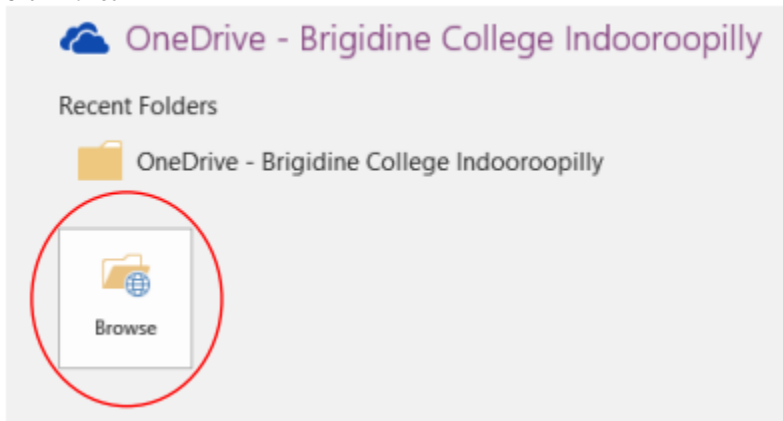 OneDrive - Brigidine College Indooroopilly
Recent Folders
OneDrive - Brigidine College Indooroopilly
Browse